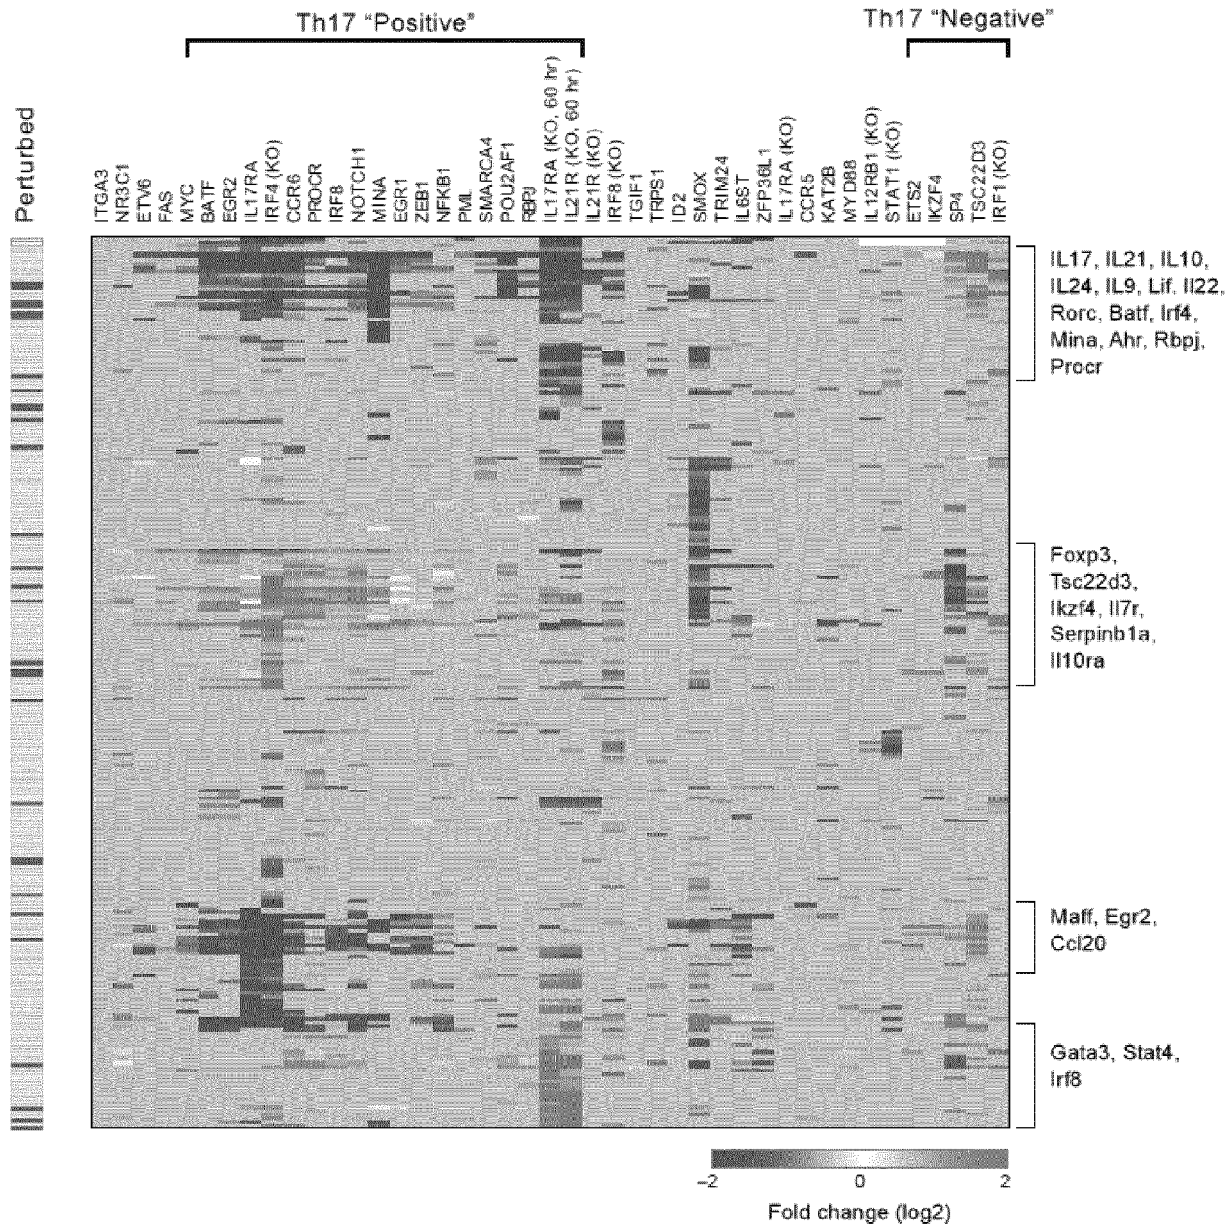 Th17 "Positive"
Th17 "Negative"
Perturbed
ITGA3
NR3C1
ETV6
FAS
MYC
BATF
EGR2
IL17RA
IRF4 (KO)
CCR6
PROCR
IRF8
NOTCH1
MINA
EGR1
ZEB1
NFKB1
PML
SMARCA4
POU2AF1
RBPJ
IL17RA (KO, 60 hr)
IL21R (KO, 60 hr)
IL21R (KO)
IRF8 (KO)
TGIF1
TRPS1
ID2
SMOX
TRIM24
IL6ST
ZFP36L1
IL17RA (KO)
CCR5
KAT2B
MYD88
IL12RB1 (KO)
STAT1 (KO)
ETS2
IKZF4
SP4
TSC22D3
IRF1 (KO)
IL17, IL21, IL10,
IL24, IL9, Lif, Il22,
Rorc, Batf, Irf4,
Mina, Ahr, Rbpj,
Procr
Foxp3,
Tsc22d3,
Ikzf4, Il7r,
Serpinb1a,
Il10ra
Maff, Egr2,
Ccl20
Gata3, Stat4,
Irf8
–2 0 2
Fold change (log2)